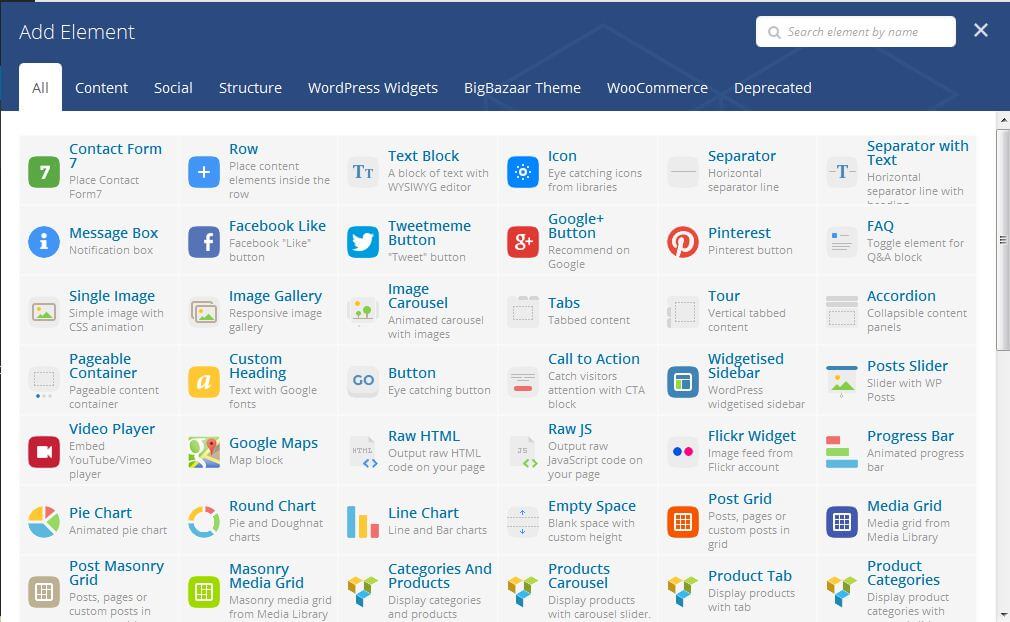 Add Element
Search element by name
All
Content
Social
Structure
WordPress Widgets
BigBazaar Theme
WooCommerce
Deprecated
7
Contact Form
7
Place Contact
Form7
Row
Place content
elements inside the
row
TT
Text Block
A block of text with
WYSIWYG editor
Icon
Eye catching icons
from libraries
Separator
Horizontal
separator line
T
Separator with
Text
Horizontal
separator line with
heading
i
Message Box
Notification box
f
Facebook Like
Facebook "Like"
button
Tweetmeme
Button
"Tweet" button
g+
Google+
Button
Recommend on
Google
Pinterest
Pinterest button
FAQ
Toggle element for
Q&A block
Single Image
Simple image with
CSS animation
Image Gallery
Responsive image
gallery
Image
Carousel
Animated carousel
with images
Tabs
Tabbed content
Tour
Vertical tabbed
content
Accordion
Collapsible content
panels
Pageable
Container
Pageable content
container
a
Custom
Heading
Text with Google
fonts
GO
Button
Eye catching button
Call to Action
Catch visitors
attention with CTA
block
Widgetised
Sidebar
WordPress
widgetised sidebar
Posts Slider
Slider with WP
Posts
Video Player
Embed
YouTube/Vimeo
player
Google Maps
Map block
HTML
Raw HTML
Output raw HTML
code on your page
JS
Raw JS
Output raw
JavaScript code on
your page
Flickr Widget
Image feed from
Flickr account
Progress Bar
Animated progress
bar
Pie Chart
Animated pie chart
Round Chart
Pie and Doughnat
charts
Line Chart
Line and Bar charts
Empty Space
Blank space with
custom height
Post Grid
Posts, pages or
custom posts in
grid
Media Grid
Media grid from
Media Library
Post Masonry
Grid
Posts, pages or
custom posts in
Masonry
Media Grid
Masonry media grid
from Media Library
Categories And
Products
Display categories
and products
Products
Carousel
Display products
with carousel slider.
Product Tab
Display products
with tab
Product
Categories
Display product
categories with